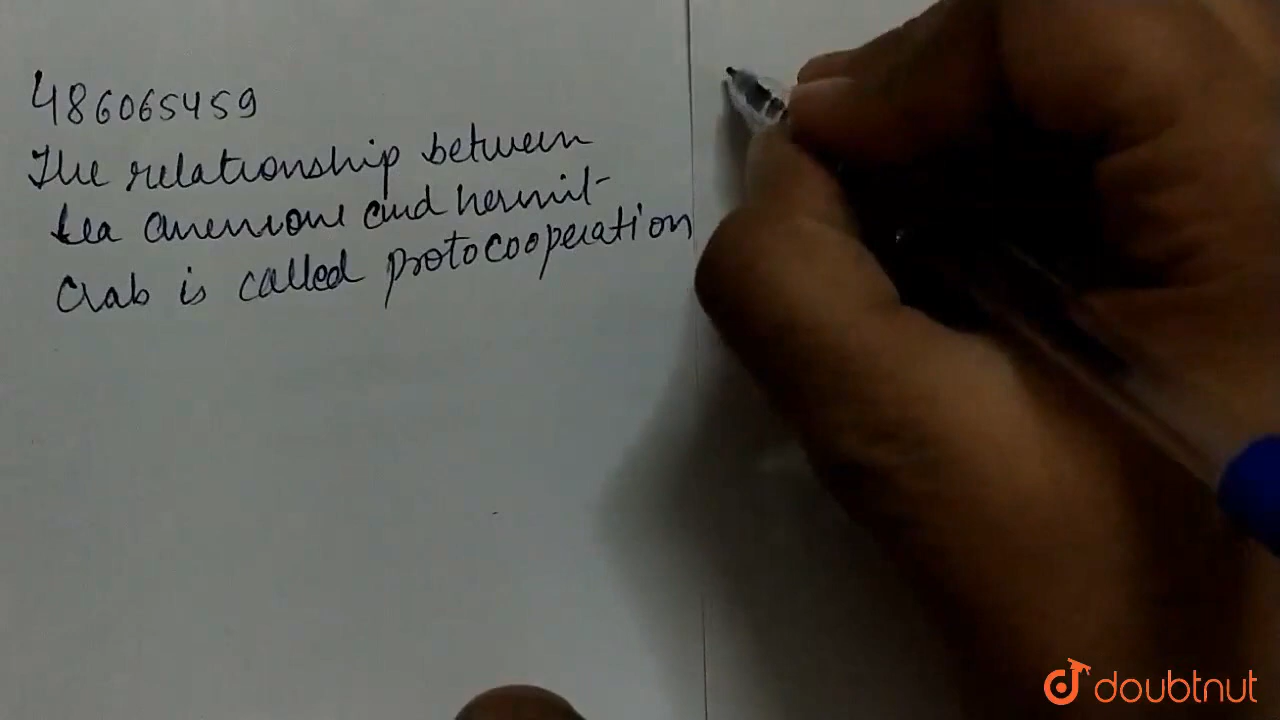 486065459
The relationship between
sea anemone and hermit-
crab is called protocooperation
doubtnut